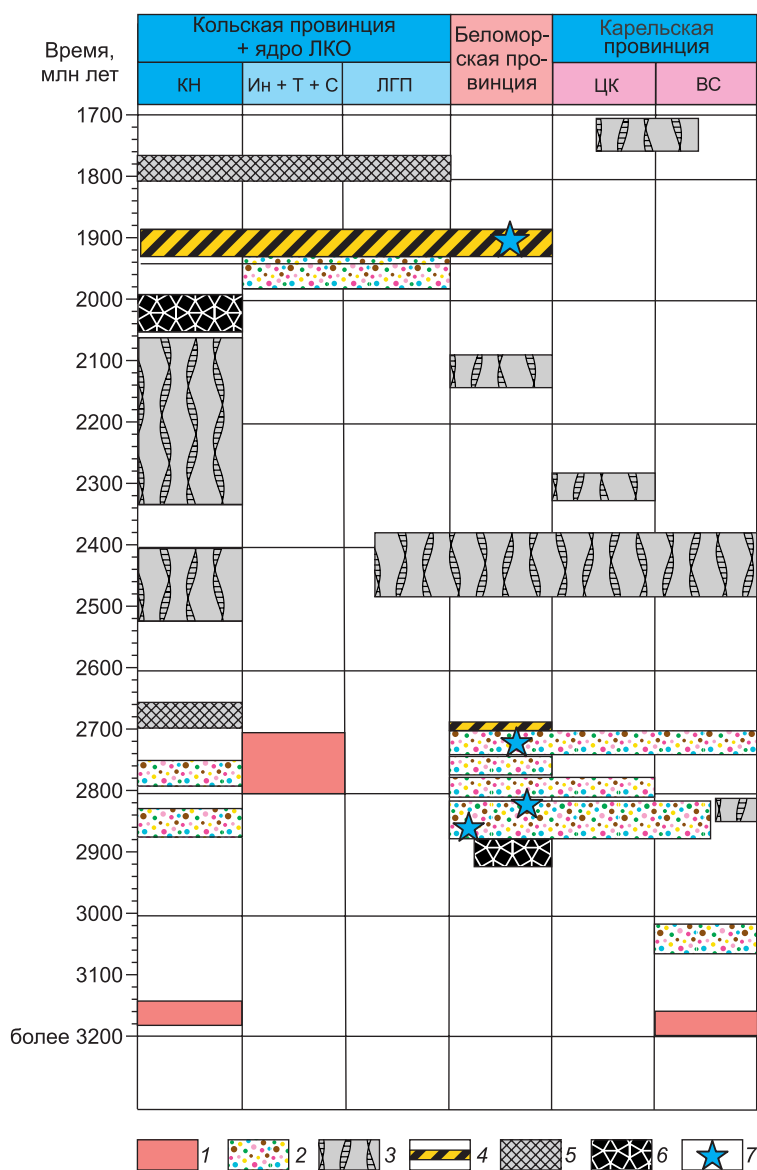 Время,
млн лет
Кольская провинция
+ ядро ЛКО
Беломор-
ская про-
винция
Карельская
провинция
КН
Ин + Т + С
ЛГП
ЦК
ВС
1700
1800
1900
2000
2100
2200
2300
2400
2500
2600
2700
2800
2900
3000
3100
более 3200
1 2 3 4 5 6 7